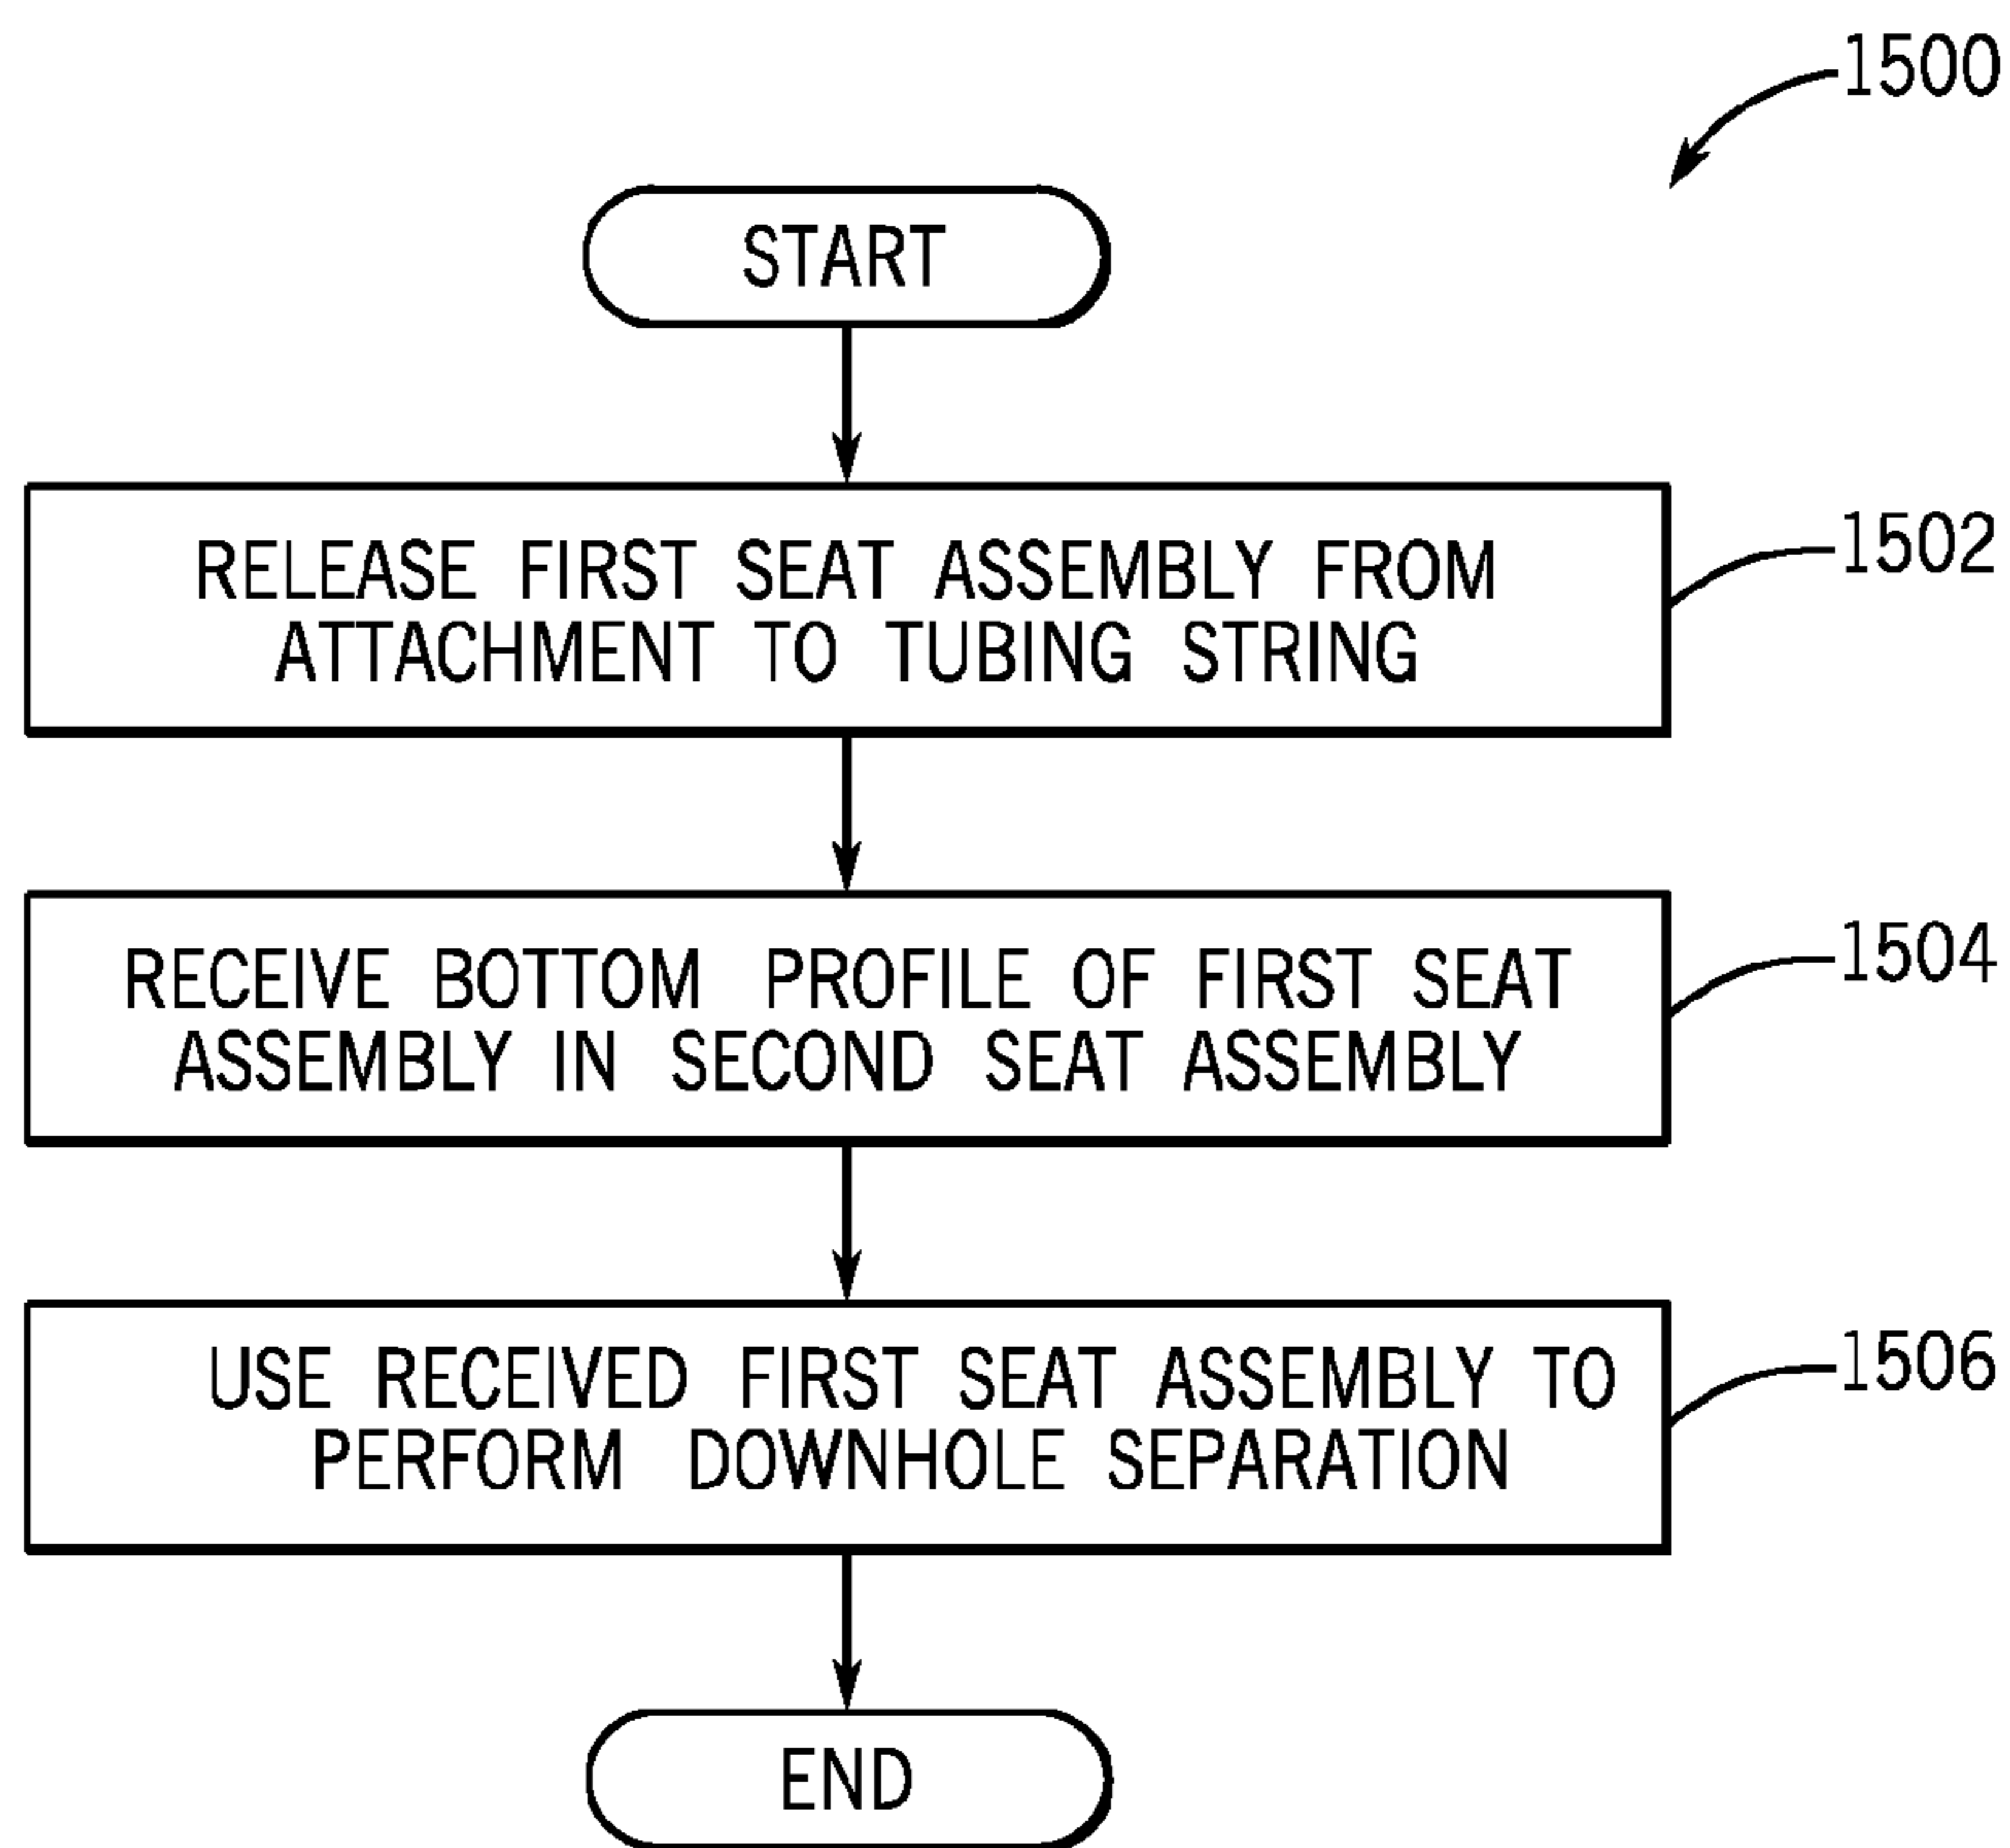 1500
START
RELEASE FIRST SEAT ASSEMBLY FROM
ATTACHMENT TO TUBING STRING
1502
RECEIVE BOTTOM PROFILE OF FIRST SEAT
ASSEMBLY IN SECOND SEAT ASSEMBLY
1504
USE RECEIVED FIRST SEAT ASSEMBLY TO
PERFORM DOWNHOLE SEPARATION
1506
END